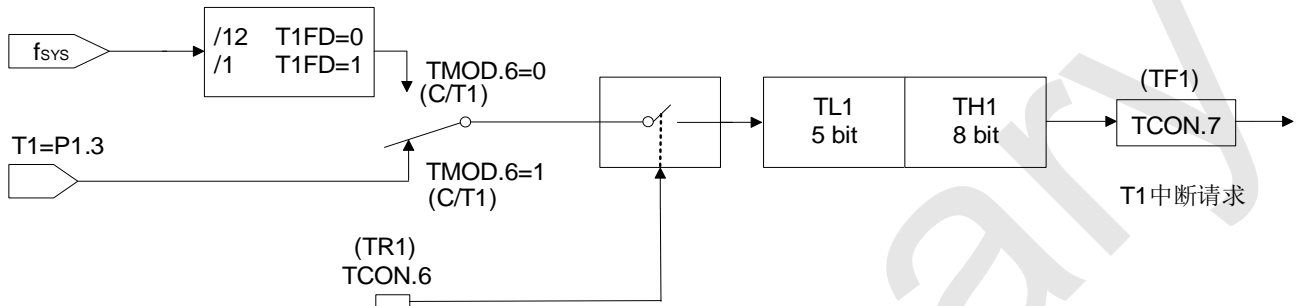 fSYS
/12 T1FD=0
/1 T1FD=1
TMOD.6=0
(C/T1)
T1=P1.3
TMOD.6=1
(C/T1)
(TR1)
TCON.6
TL1
5 bit
TH1
8 bit
(TF1)
TCON.7
T1中断请求
ary